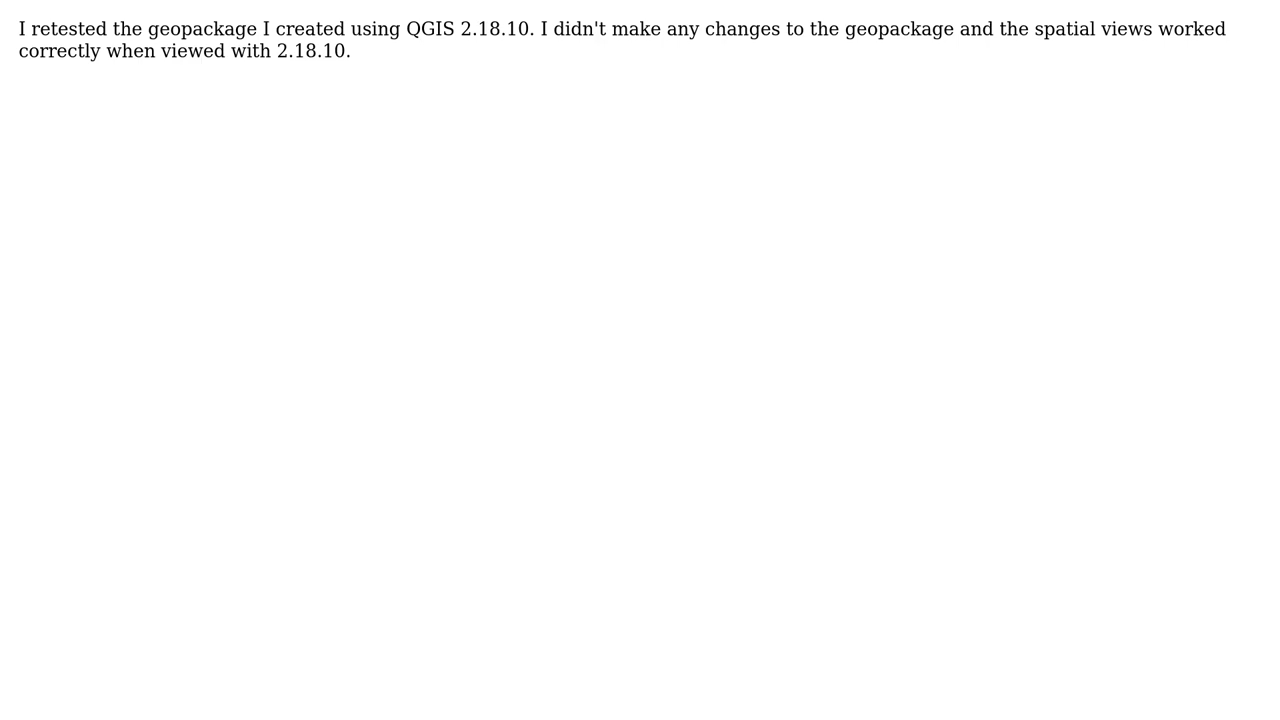 I retested the geopackage I created using QGIS 2.18.10. I didn't make any changes to the geopackage and the spatial views worked
correctly when viewed with 2.18.10.